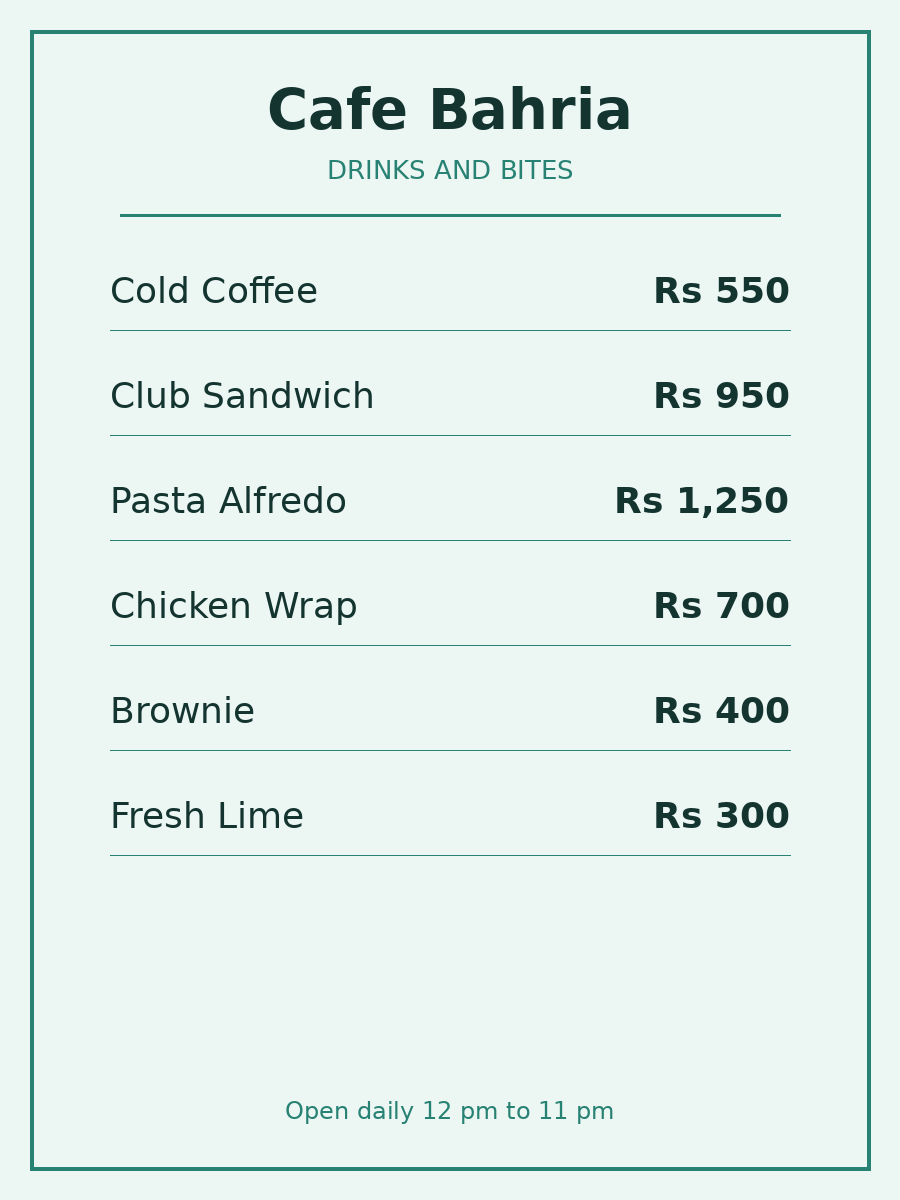 Cafe Bahria
DRINKS AND BITES
Cold Coffee Rs 550
Club Sandwich Rs 950
Pasta Alfredo Rs 1,250
Chicken Wrap Rs 700
Brownie Rs 400
Fresh Lime Rs 300
Open daily 12 pm to 11 pm